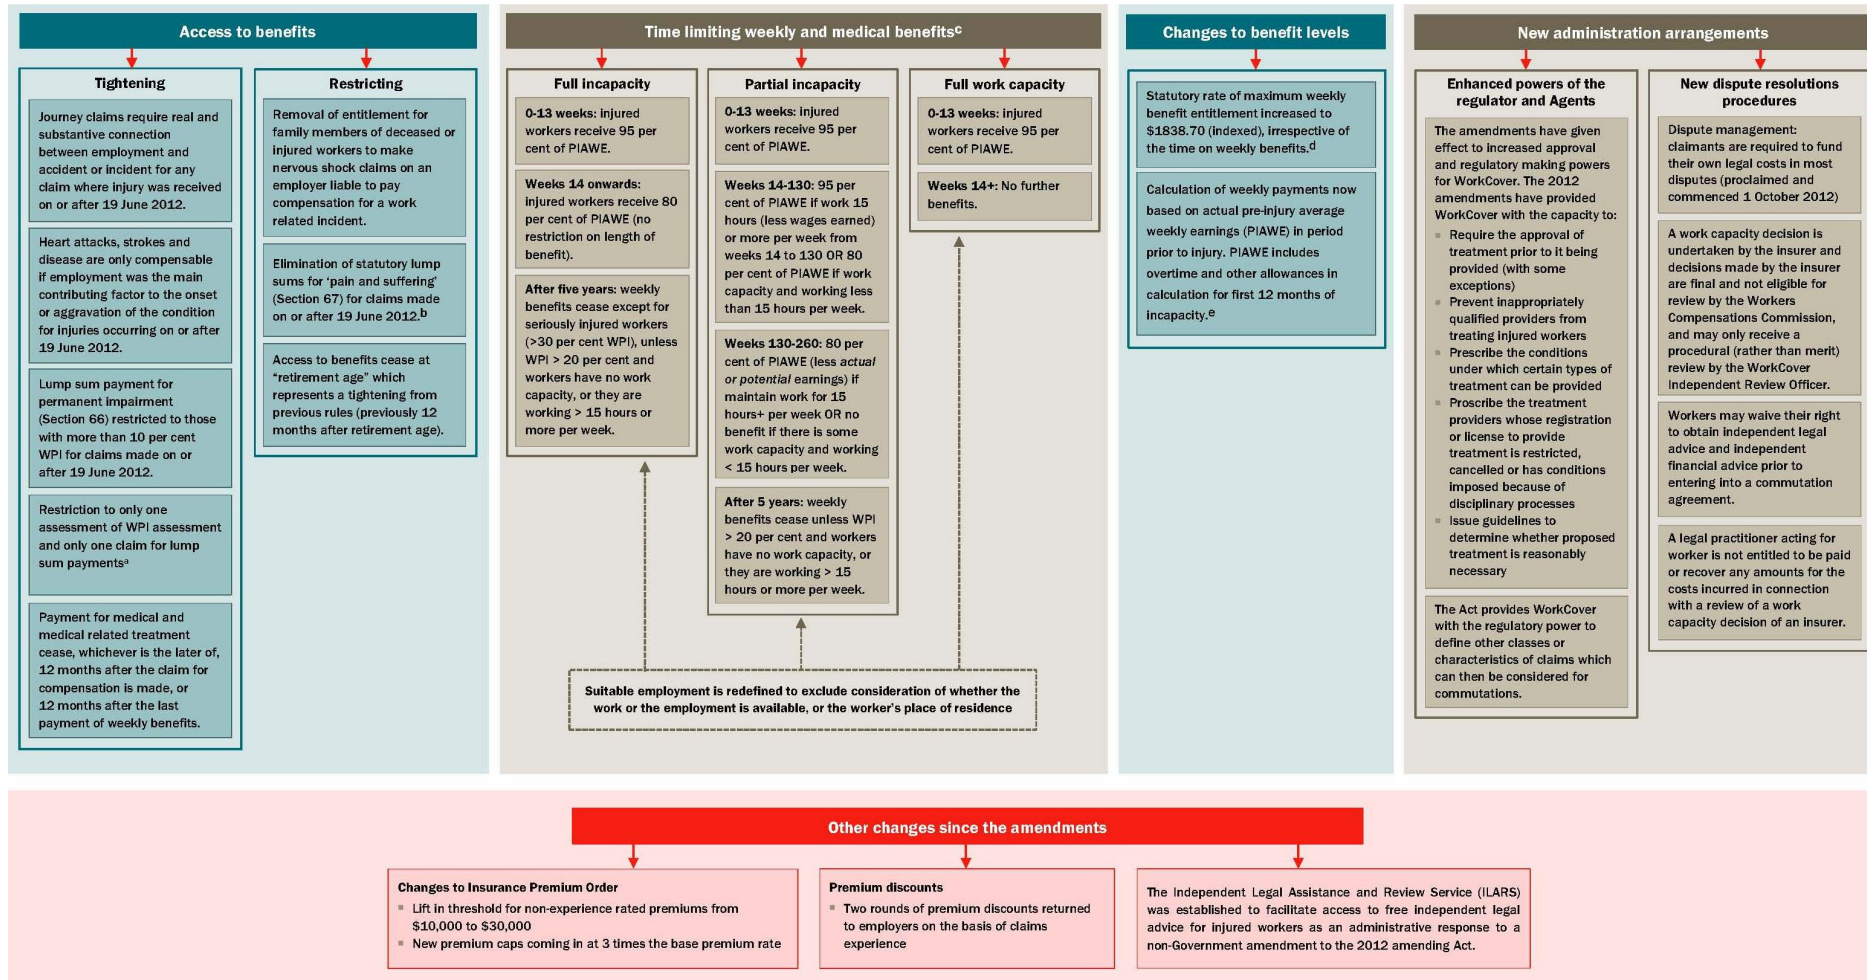 Access to benefits
Tightening
Journey claims require real and
substantive connection
between employment and
accident or incident for any
claim where injury was received
on or after 19 June 2012.
Heart attacks, strokes and
disease are only compensable
if employment was the main
contributing factor to the onset
or aggravation of the condition
for injuries occurring on or after
19 June 2012.
Lump sum payment for
permanent impairment
(Section 66) restricted to those
with more than 10 per cent
WPI for claims made on or
after 19 June 2012.
Restriction to only one
assessment of WPI assessment
and only one claim for lump
sum paymentsa
Payment for medical and
medical related treatment
cease, whichever is the later of,
12 months after the claim for
compensation is made, or
12 months after the last
payment of weekly benefits.
Restricting
Removal of entitlement for
family members of deceased or
injured workers to make
nervous shock claims on an
employer liable to pay
compensation for a work
related incident.
Elimination of statutory lump
sums for ‘pain and suffering’
(Section 67) for claims made
on or after 19 June 2012.b
Access to benefits cease at
“retirement age” which
represents a tightening from
previous rules (previously 12
months after retirement age).
Time limiting weekly and medical benefitsc
Full incapacity
0-13 weeks: injured
workers receive 95 per
cent of PIAWE.
Weeks 14 onwards:
injured workers receive 80
per cent of PIAWE (no
restriction on length of
benefit).
After five years: weekly
benefits cease except for
seriously injured workers
(>30 per cent WPI), unless
WPI > 20 per cent and
workers have no work
capacity, or they are
working > 15 hours or
more per week.
Partial incapacity
0-13 weeks: injured
workers receive 95 per
cent of PIAWE.
Weeks 14-130: 95 per
cent of PIAWE if work 15
hours (less wages earned)
or more per week from
weeks 14 to 130 OR 80
per cent of PIAWE if work
capacity and working less
than 15 hours per week.
Weeks 130-260: 80 per
cent of PIAWE (less actual
or potential earnings) if
maintain work for 15
hours+ per week OR no
benefit if there is some
work capacity and working
< 15 hours per week.
After 5 years: weekly
benefits cease unless WPI
> 20 per cent and workers
have no work capacity, or
they are working > 15
hours or more per week.
Full work capacity
0-13 weeks: injured
workers receive 95 per
cent of PIAWE.
Weeks 14+: No further
benefits.
Suitable employment is redefined to exclude consideration of whether the
work or the employment is available, or the worker’s place of residence
Changes to benefit levels
Statutory rate of maximum weekly
benefit entitlement increased to
$1838.70 (indexed), irrespective of
the time on weekly benefits.d
Calculation of weekly payments now
based on actual pre-injury average
weekly earnings (PIAWE) in period
prior to injury. PIAWE includes
overtime and other allowances in
calculation for first 12 months of
incapacity.e
New administration arrangements
Enhanced powers of the
regulator and Agents
The amendments have given
effect to increased approval
and regulatory making powers
for WorkCover. The 2012
amendments have provided
WorkCover with the capacity to:
Require the approval of
treatment prior to it being
provided (with some
exceptions)
Prevent inappropriately
qualified providers from
treating injured workers
Prescribe the conditions
under which certain types of
treatment can be provided
Proscribe the treatment
providers whose registration
or license to provide
treatment is restricted,
cancelled or has conditions
imposed because of
disciplinary processes
Issue guidelines to
determine whether proposed
treatment is reasonably
necessary
The Act provides WorkCover
with the regulatory power to
define other classes or
characteristics of claims which
can then be considered for
commutations.
New dispute resolutions
procedures
Dispute management:
claimants are required to fund
their own legal costs in most
disputes (proclaimed and
commenced 1 October 2012)
A work capacity decision is
undertaken by the insurer and
decisions made by the insurer
are final and not eligible for
review by the Workers
Compensations Commission,
and may only receive a
procedural (rather than merit)
review by the WorkCover
Independent Review Officer.
Workers may waive their right
to obtain independent legal
advice and independent
financial advice prior to
entering into a commutation
agreement.
A legal practitioner acting for
worker is not entitled to be paid
or recover any amounts for the
costs incurred in connection
with a review of a work
capacity decision of an insurer.
Other changes since the amendments
Changes to Insurance Premium Order
Lift in threshold for non-experience rated premiums from
$10,000 to $30,000
New premium caps coming in at 3 times the base premium rate
Premium discounts
Two rounds of premium discounts returned
to employers on the basis of claims
experience
The Independent Legal Assistance and Review Service (ILARS)
was established to facilitate access to free independent legal
advice for injured workers as an administrative response to a
non-Government amendment to the 2012 amending Act.